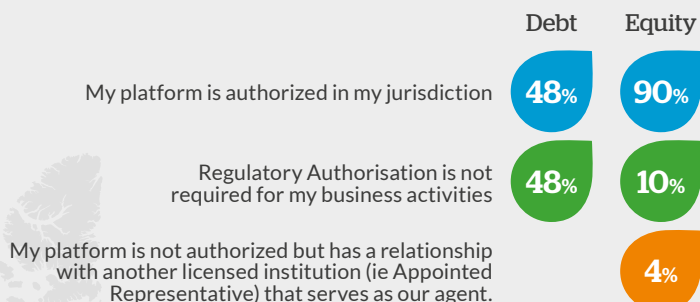 Debt Equity
My platform is authorized in my jurisdiction 48% 90%
Regulatory Authorisation is not
required for my business activities 48% 10%
My platform is not authorized but has a relationship
with another licensed institution (ie Appointed 4%
Representative) that serves as our agent.